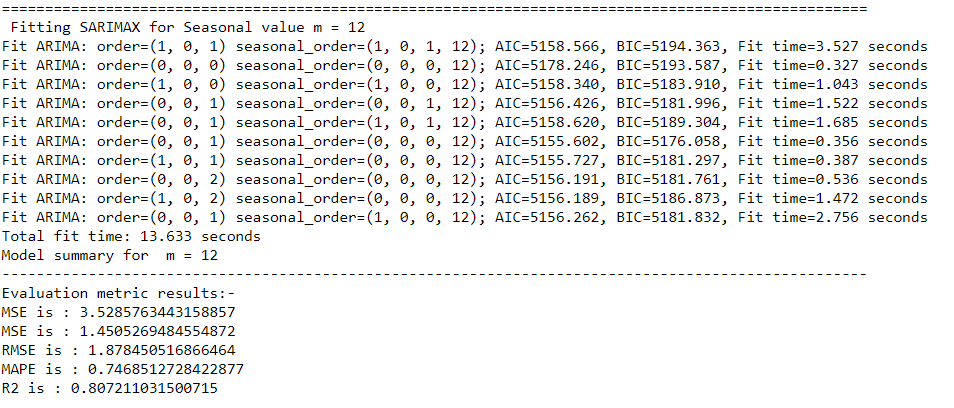 ====================================================================================================
 Fitting SARIMAX for Seasonal value m = 12
Fit ARIMA: order=(1, 0, 1) seasonal_order=(1, 0, 1, 12); AIC=5158.566, BIC=5194.363, Fit time=3.527 seconds
Fit ARIMA: order=(0, 0, 0) seasonal_order=(0, 0, 0, 12); AIC=5178.246, BIC=5193.587, Fit time=0.327 seconds
Fit ARIMA: order=(1, 0, 0) seasonal_order=(1, 0, 0, 12); AIC=5158.340, BIC=5183.910, Fit time=1.043 seconds
Fit ARIMA: order=(0, 0, 1) seasonal_order=(0, 0, 1, 12); AIC=5156.426, BIC=5181.996, Fit time=1.522 seconds
Fit ARIMA: order=(0, 0, 1) seasonal_order=(1, 0, 1, 12); AIC=5158.620, BIC=5189.304, Fit time=1.685 seconds
Fit ARIMA: order=(0, 0, 1) seasonal_order=(0, 0, 0, 12); AIC=5155.602, BIC=5176.058, Fit time=0.356 seconds
Fit ARIMA: order=(1, 0, 1) seasonal_order=(0, 0, 0, 12); AIC=5155.727, BIC=5181.297, Fit time=0.387 seconds
Fit ARIMA: order=(0, 0, 2) seasonal_order=(0, 0, 0, 12); AIC=5156.191, BIC=5181.761, Fit time=0.536 seconds
Fit ARIMA: order=(1, 0, 2) seasonal_order=(0, 0, 0, 12); AIC=5156.189, BIC=5186.873, Fit time=1.472 seconds
Fit ARIMA: order=(0, 0, 1) seasonal_order=(1, 0, 0, 12); AIC=5156.262, BIC=5181.832, Fit time=2.756 seconds
Total fit time: 13.633 seconds
Model summary for  m = 12
----------------------------------------------------------------------------------------------------
Evaluation metric results:-
MSE is : 3.5285763443158857
MSE is : 1.4505269484554872
RMSE is : 1.878450516866464
MAPE is : 0.7468512728422877
R2 is : 0.807211031500715